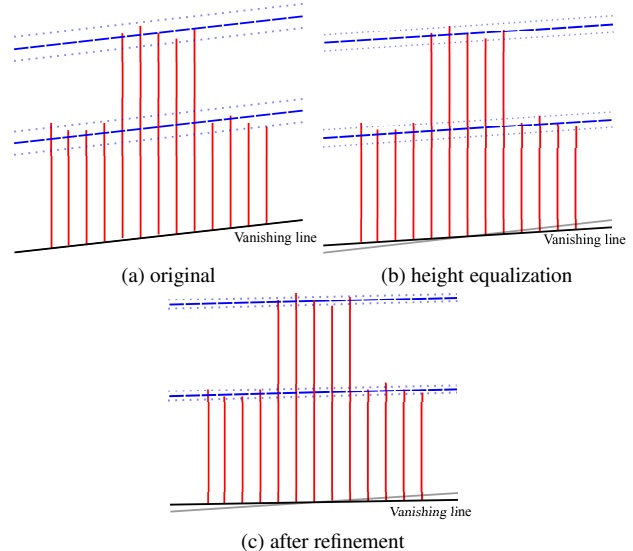 Vanishing line
Vanishing line
(a) original
(b) height equalization
Vanishing line
(c) after refinement